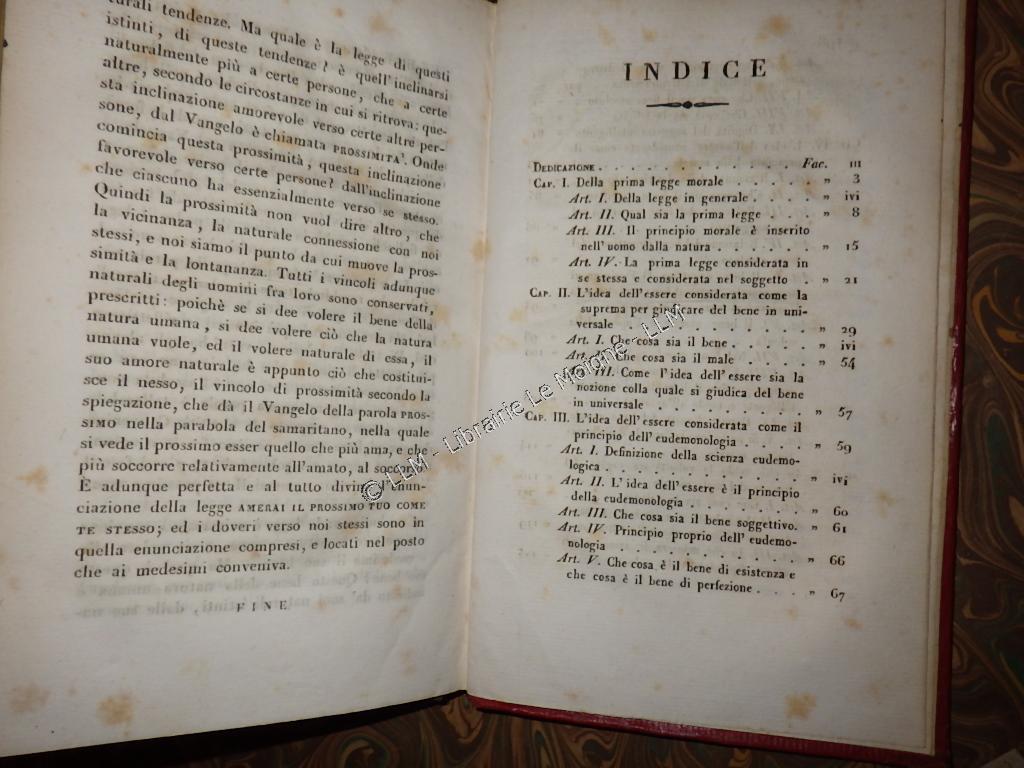 turali tendenze. Ma quale è la legge di questi
istinti, di queste tendenze? è quell'inclinarsi
naturalmente più a certe persone, che a certe
altre, secondo le circostanze in cui si ritrova: que-
sta inclinazione amorevole verso certe altre per-
sone, dal Vangelo è chiamata PROSSIMITA'. Onde
comincia questa prossimità, questa inclinazione
favorevole verso certe persone? dall'inclinazione
che ciascuno ha essenzialmente verso se stesso.
Quindi la prossimità non vuol dire altro, che
la vicinanza, la naturale connessione con noi
stessi, e noi siamo il punto da cui muove la pros-
simità e la lontananza. Tutti i vincoli adunque
naturali degli uomini fra loro sono conservati,
prescritti: poichè se si dee volere il bene della
natura umana, si dee volere ciò che la natura
umana vuole, ed il volere naturale di essa, il
suo amore naturale è appunto ciò che costitui-
sce il nesso, il vincolo di prossimità secondo la
spiegazione, che dà il Vangelo della parola PROS-
SIMO nella parabola del samaritano, nella quale
si vede il prossimo esser quello che più ama, e che
più soccorre relativamente all'amato, al soccorso.
È adunque perfetta e al tutto divina l'enun-
ciazione della legge AMERAI IL PROSSIMO TUO COME
TE STESSO; ed i doveri verso noi stessi sono in
quella enunciazione compresi, e locati nel posto
che ai medesimi conveniva.
FINE
INDICE
DEDICAZIONE . . . . . . . . . . . . Fac. III
CAP. I. Della prima legge morale . . . . . " 3
Art. I. Della legge in generale . . . . " ivi
Art. II. Qual sia la prima legge . . . " 8
Art. III. Il principio morale è inserito
nell'uomo dalla natura . . . . . . " 15
Art. IV. La prima legge considerata in
se stessa e considerata nel soggetto . " 21
CAP. II. L'idea dell'essere considerata come la
suprema per giudicare del bene in uni-
versale . . . . . . . . . . . " 29
Art. I. Che cosa sia il bene . . . . . " ivi
Art. II. Che cosa sia il male . . . . . " 54
Art. III. Come l'idea dell'essere sia la
nozione colla quale si giudica del bene
in universale . . . . . . . . . " 57
CAP. III. L'idea dell'essere considerata come il
principio dell'eudemonologia . . . . . " 59
Art. I. Definizione della scienza eudemo-
logica . . . . . . . . . . . . " ivi
Art. II. L'idea dell'essere è il principio
della eudemonologia . . . . . . . " 60
Art. III. Che cosa sia il bene soggettivo. " 61
Art. IV. Principio proprio dell'eudemo-
nologia . . . . . . . . . . . " 66
Art. V. Che cosa è il bene di esistenza e
che cosa è il bene di perfezione . . . " 67
© LLM - Librairie Le Moigne - LLM